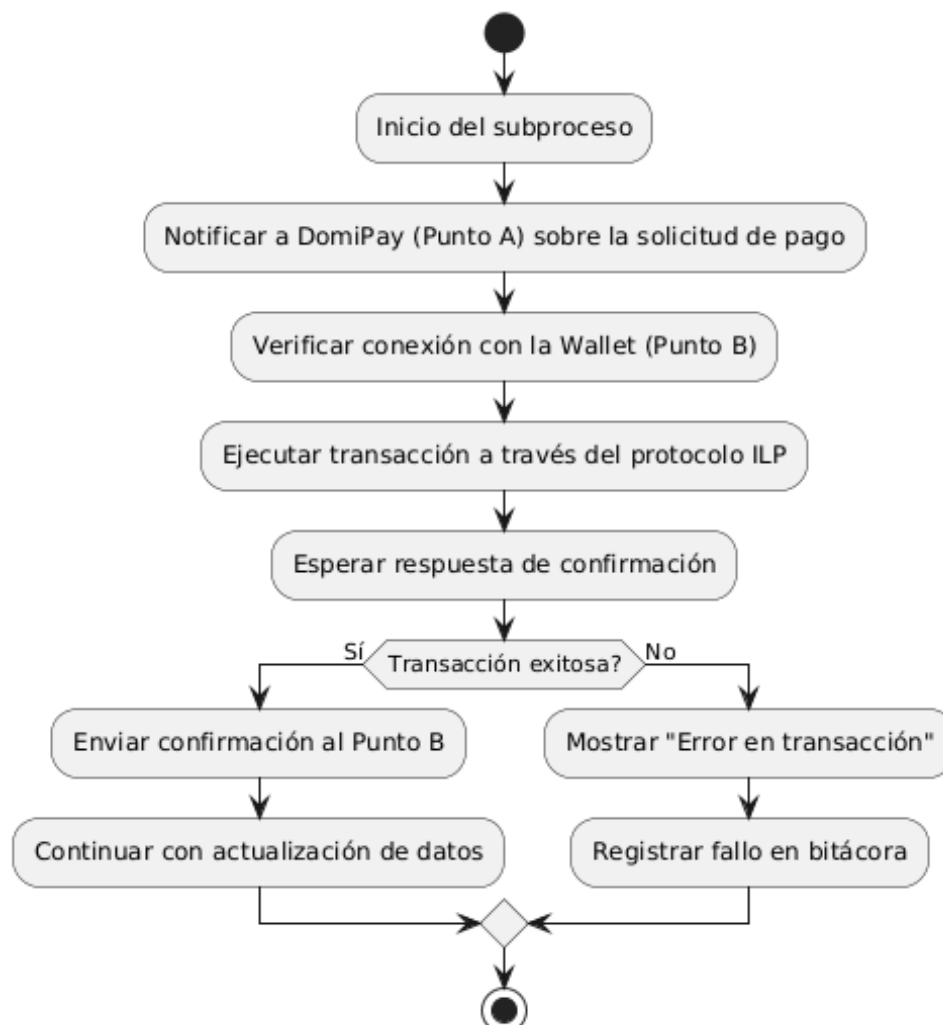 Inicio del subproceso
Notificar a DomiPay (Punto A) sobre la solicitud de pago
Verificar conexión con la Wallet (Punto B)
Ejecutar transacción a través del protocolo ILP
Esperar respuesta de confirmación
Sí
Transacción exitosa?
No
Enviar confirmación al Punto B
Mostrar "Error en transacción"
Continuar con actualización de datos
Registrar fallo en bitácora